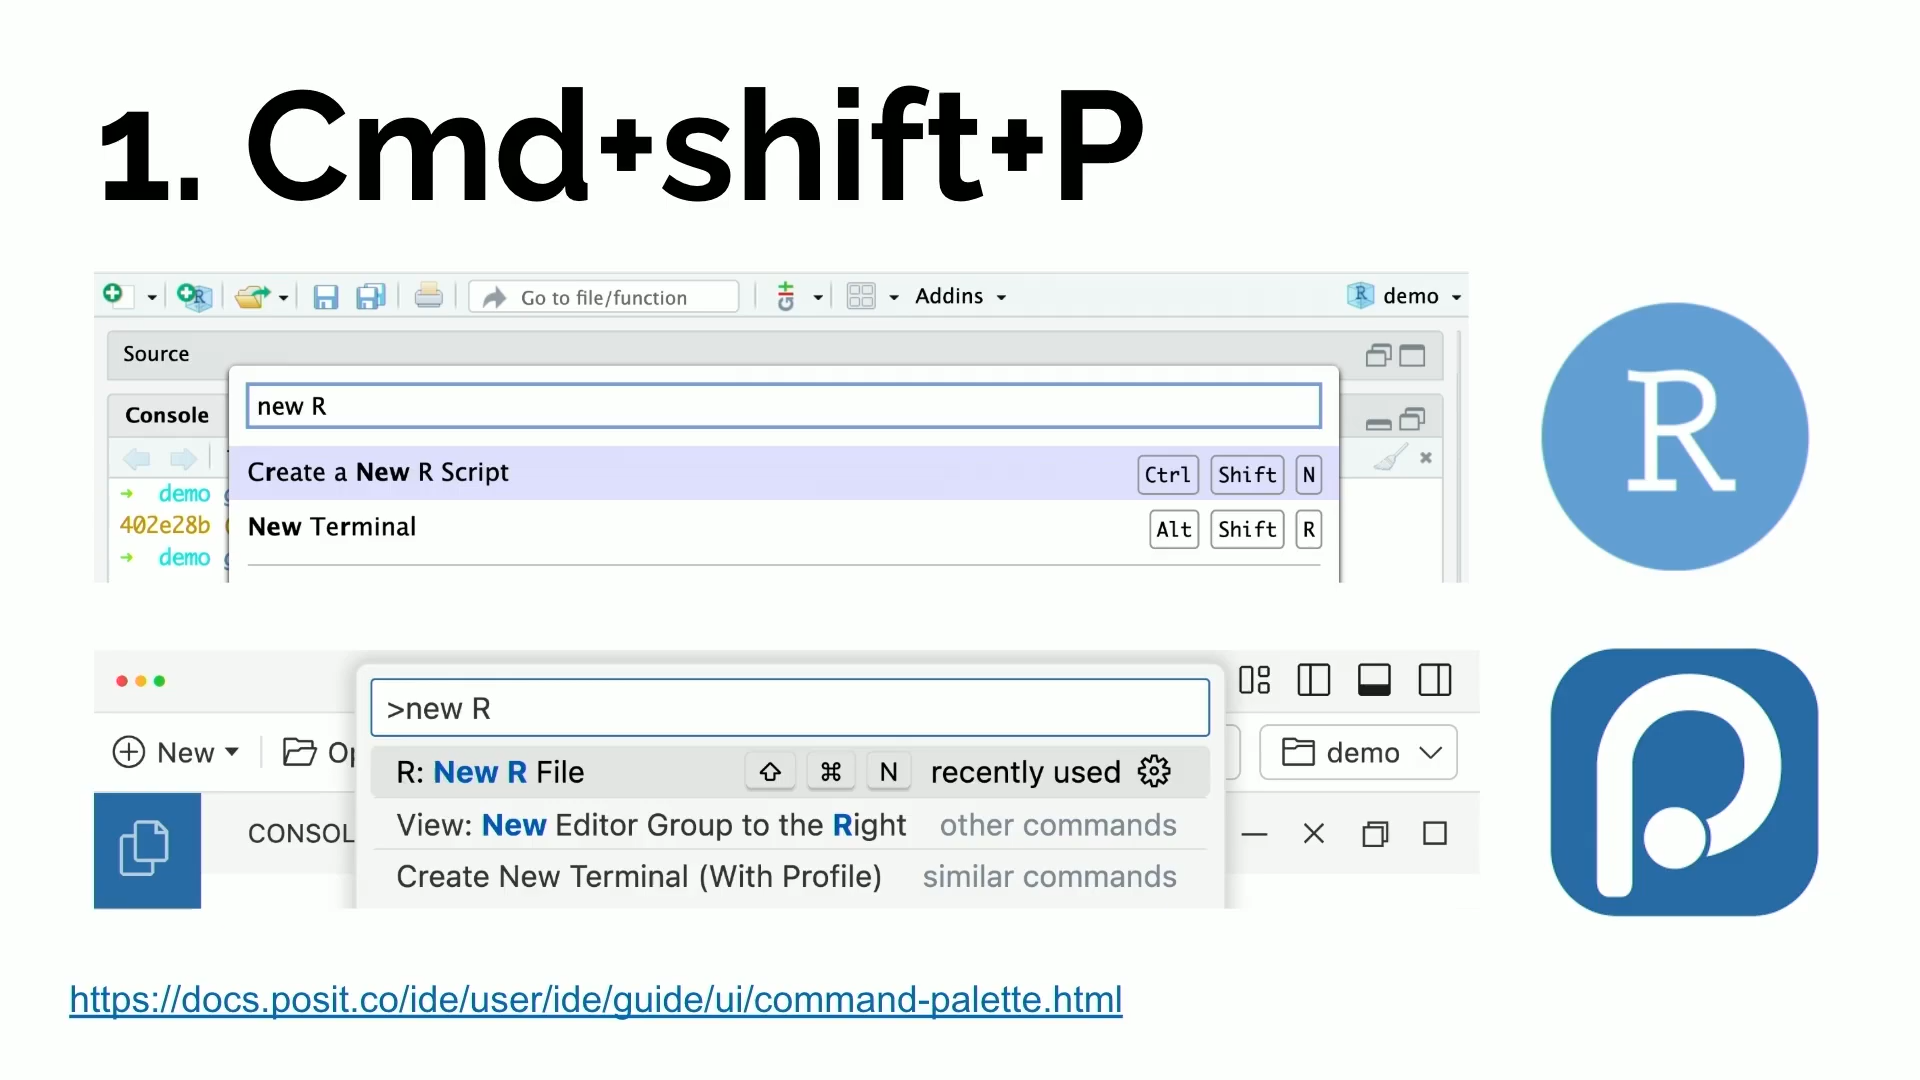 1. Cmd+shift+P
Go to file/function
Addins
demo
Source
Console
new R
Create a New R Script
Ctrl Shift N
New Terminal
Alt Shift R
demo
402e28b
demo
R
>new R
New
demo
R: New R File
N recently used
View: New Editor Group to the Right other commands
CONSOL
Create New Terminal (With Profile) similar commands
https://docs.posit.co/ide/user/ide/guide/ui/command-palette.html